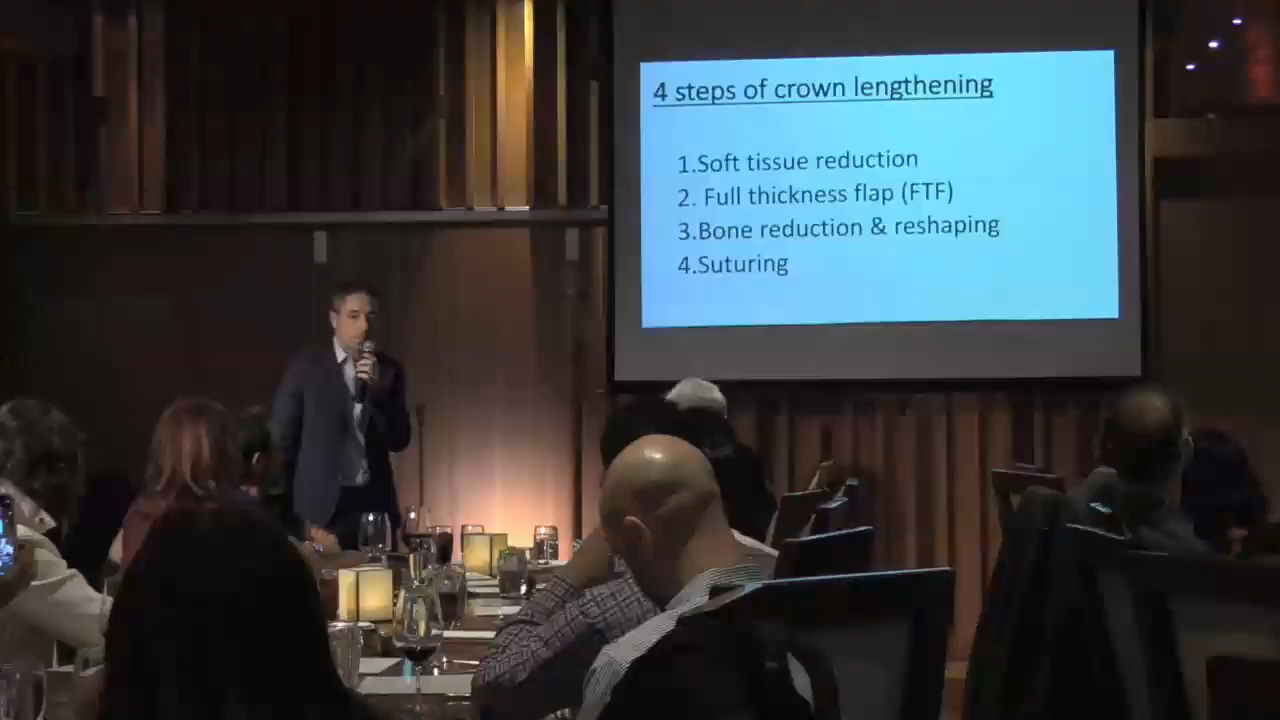 4 steps of crown lengthening
1.Soft tissue reduction
2. Full thickness flap (FTF)
3.Bone reduction & reshaping
4.Suturing